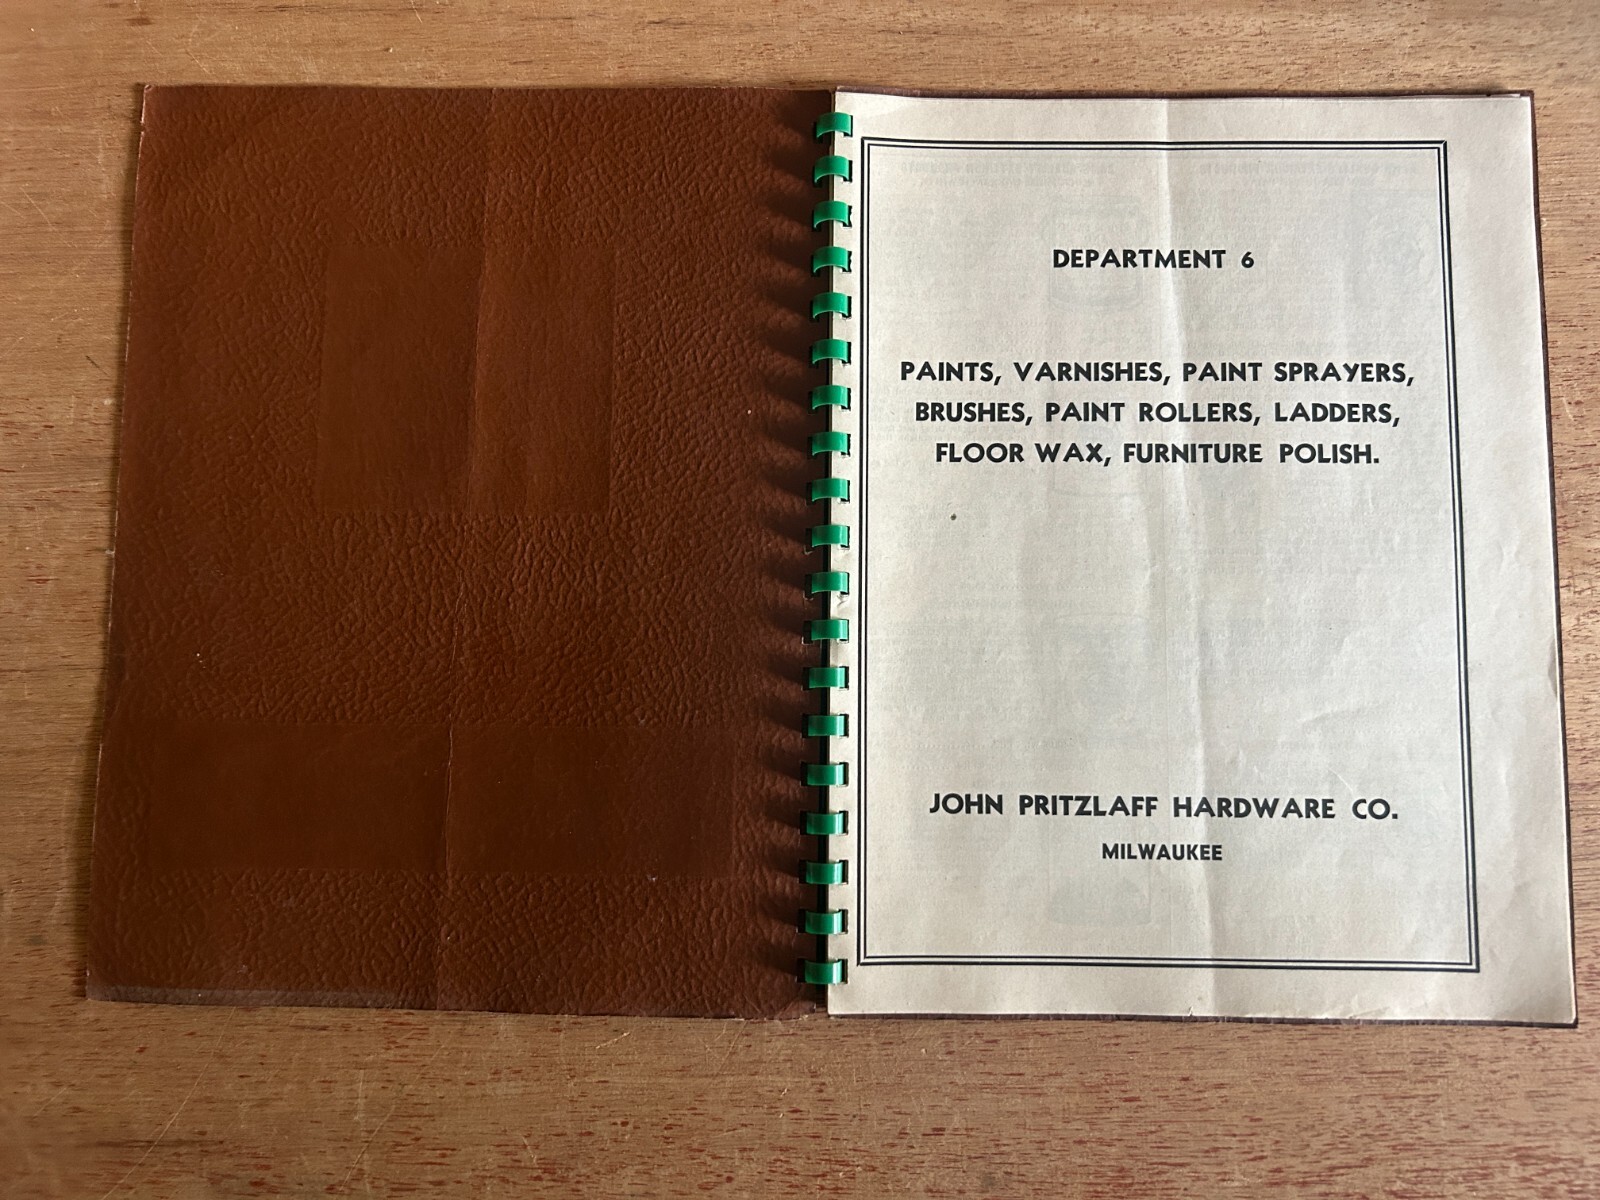 DEPARTMENT 6
PAINTS, VARNISHES, PAINT SPRAYERS,
BRUSHES, PAINT ROLLERS, LADDERS,
FLOOR WAX, FURNITURE POLISH.
JOHN PRITZLAFF HARDWARE CO.
MILWAUKEE